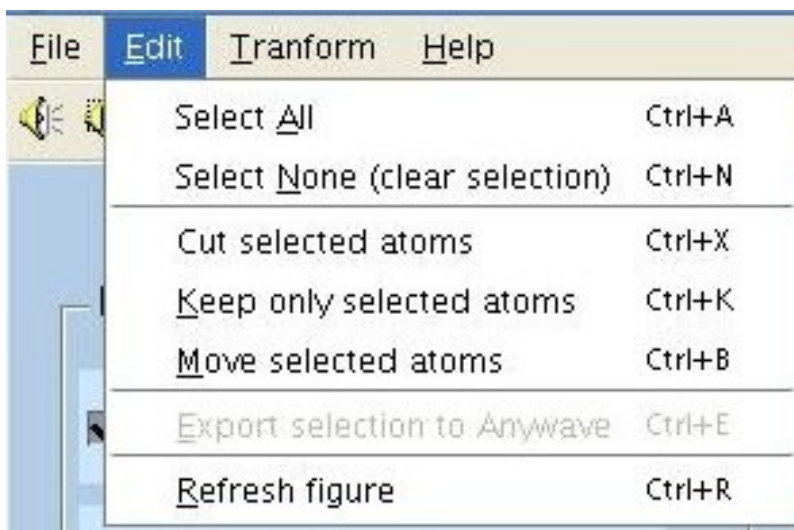 File Edit Tranform Help
Select All Ctrl+A
Select None (clear selection) Ctrl+N
Cut selected atoms Ctrl+X
Keep only selected atoms Ctrl+K
Move selected atoms Ctrl+B
Export selection to Anywave Ctrl+E
Refresh figure Ctrl+R